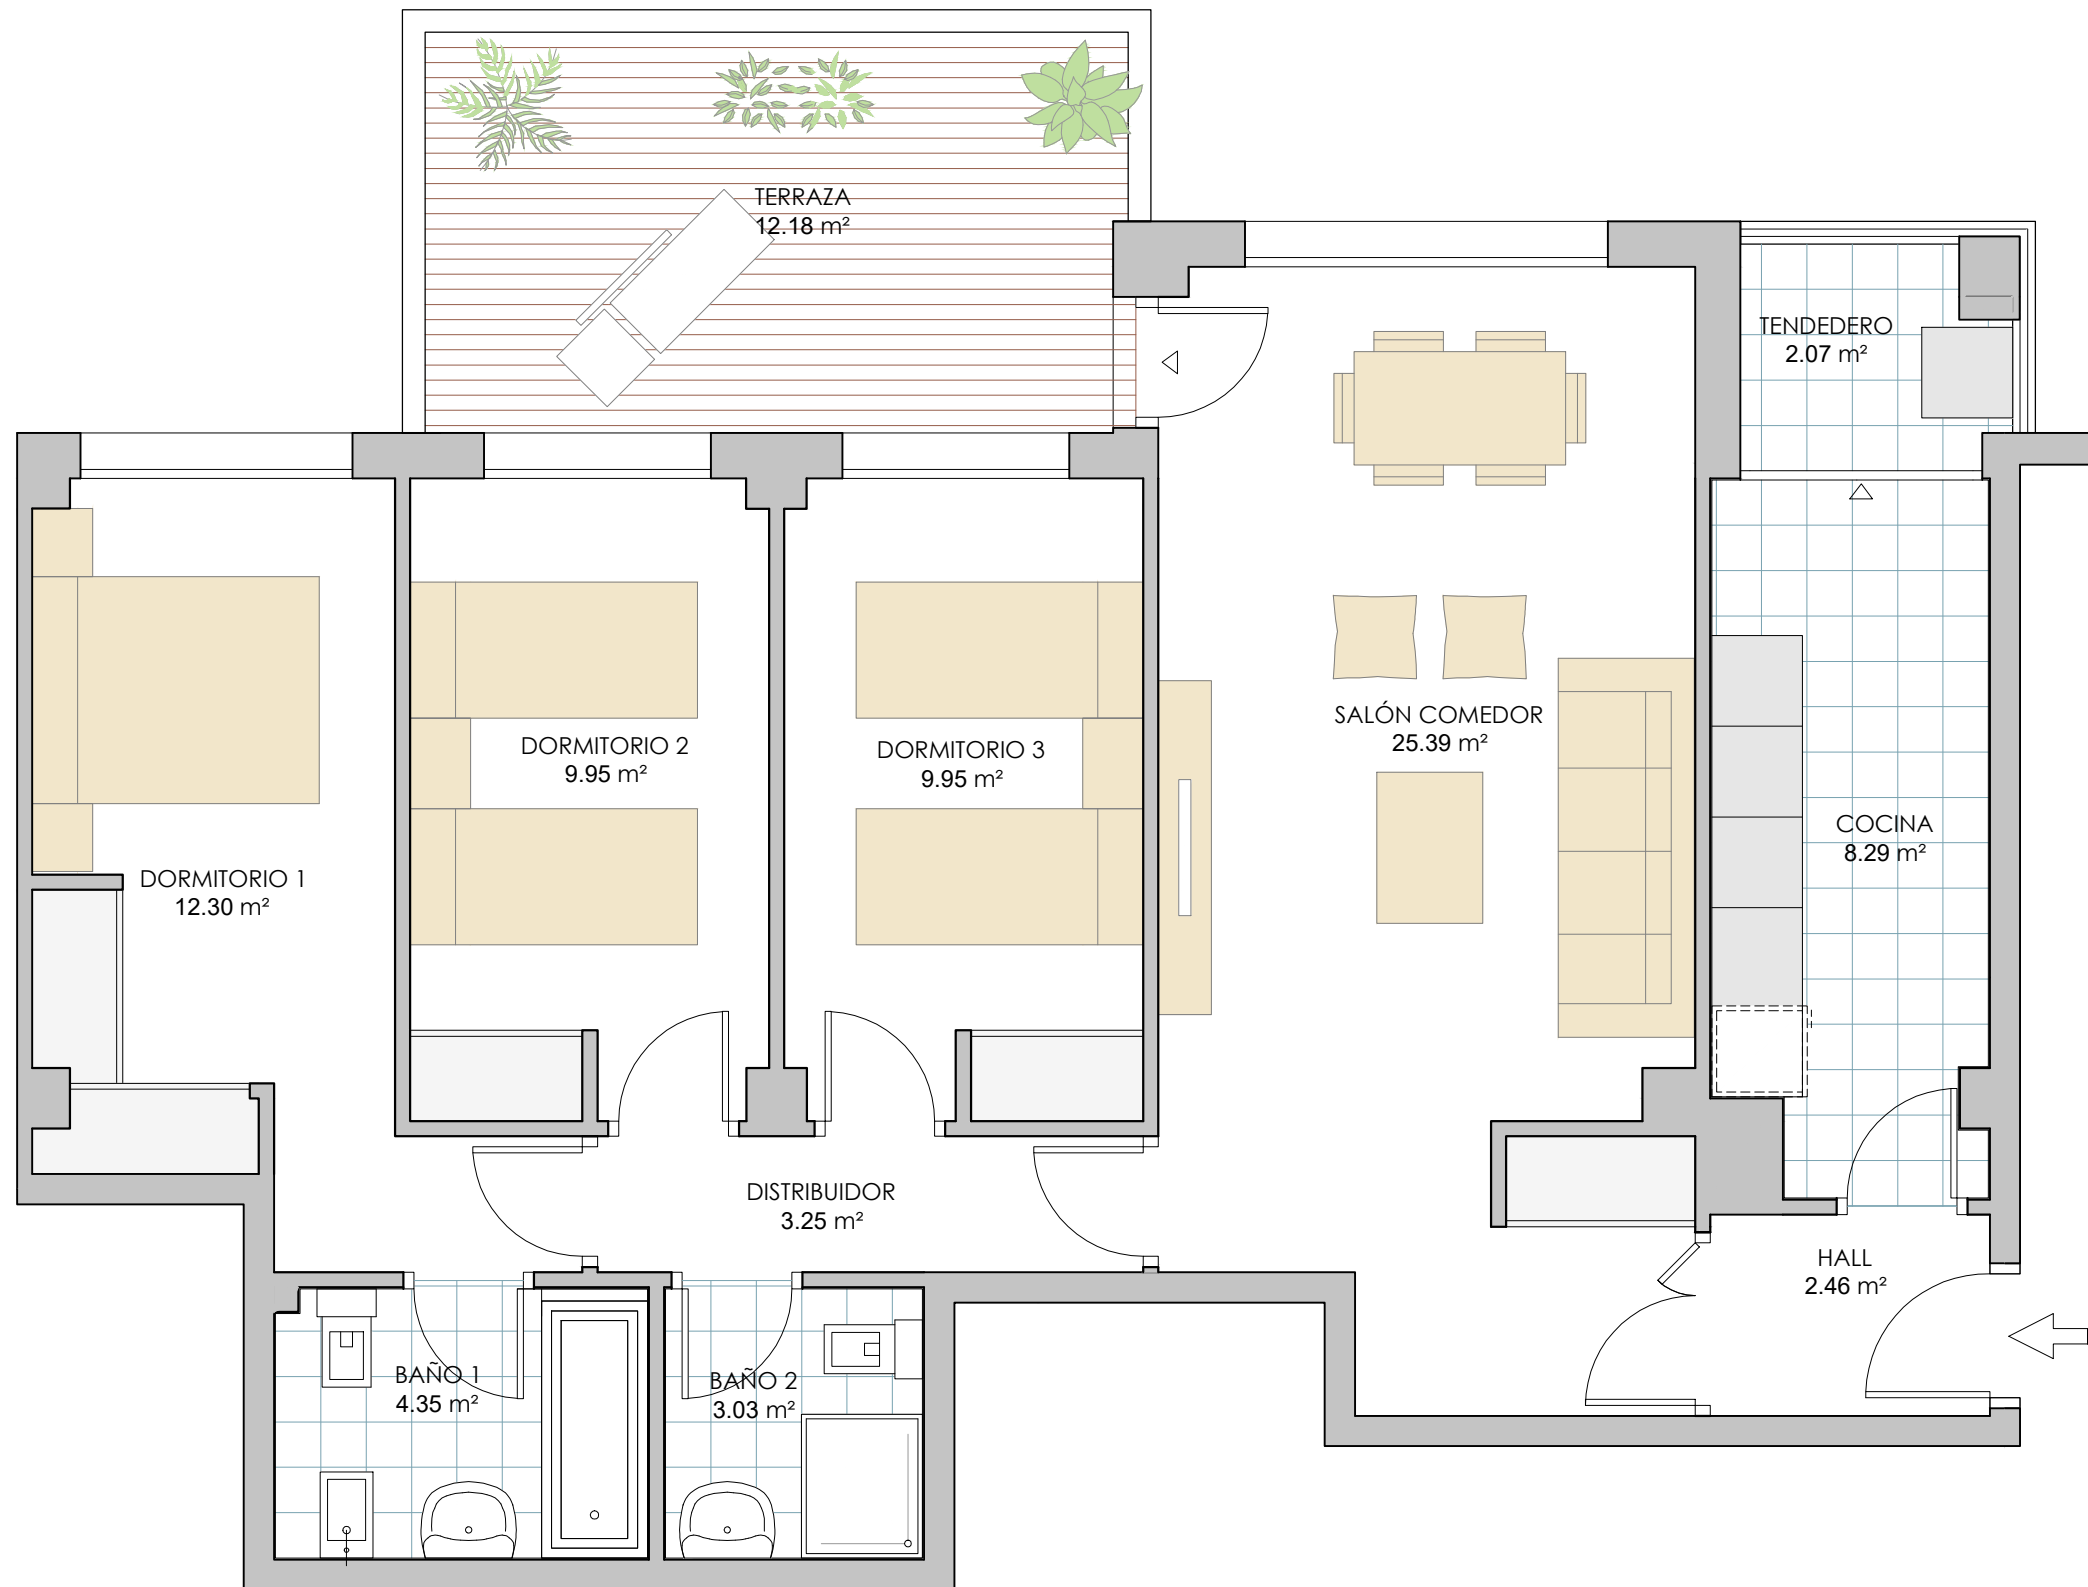 TERRAZA
12.18 m²
TENDEDERO
2.07 m²
DORMITORIO 1
12.30 m²
DORMITORIO 2
9.95 m²
DORMITORIO 3
9.95 m²
SALÓN COMEDOR
25.39 m²
COCINA
8.29 m²
DISTRIBUIDOR
3.25 m²
HALL
2.46 m²
BAÑO 1
4.35 m²
BAÑO 2
3.03 m²